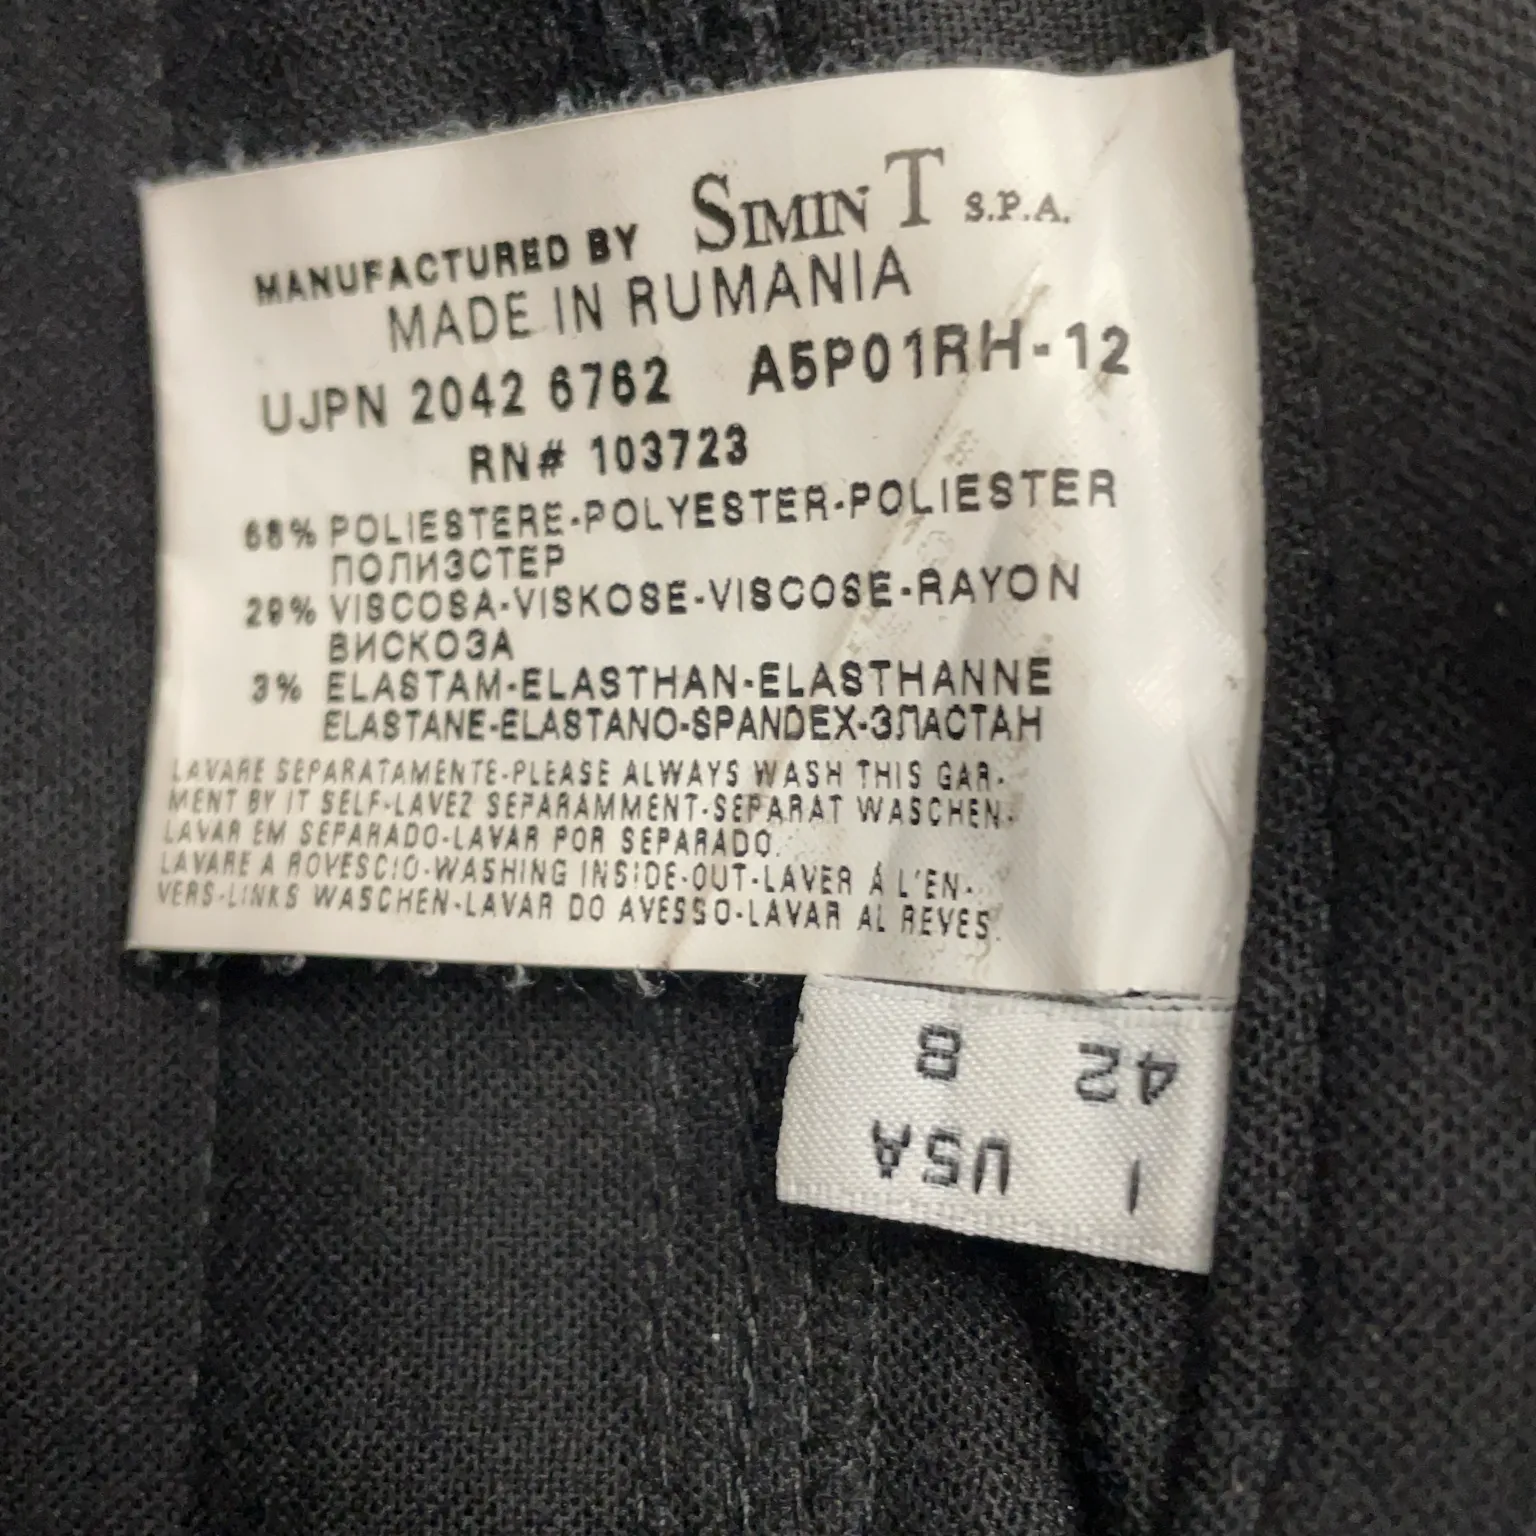 MANUFACTURED BY SIMIN T S.P.A.
MADE IN RUMANIA
UJPN 2042 6762 A5P01RH-12
RN# 103723
68% POLIESTERE-POLYESTER-POLIESTER
ПОЛИЭСТЕР
29% VISCOSA-VISKOSE-VISCOSE-RAYON
ВИСКОЗА
3% ELASTAM-ELASTHAN-ELASTHANNE
ELASTANE-ELASTANO-SPANDEX-ЭЛАСТАН
LAVARE SEPARATAMENTE-PLEASE ALWAYS WASH THIS GAR-
MENT BY IT SELF-LAVEZ SEPARAMMENT-SEPARAT WASCHEN-
LAVAR EM SEPARADO-LAVAR POR SEPARADO.
LAVARE A ROVESCIO-WASHING INSIDE-OUT-LAVER Á L'EN-
VERS-LINKS WASCHEN-LAVAR DO AVESSO-LAVAR AL REVES.
I USA
42 8